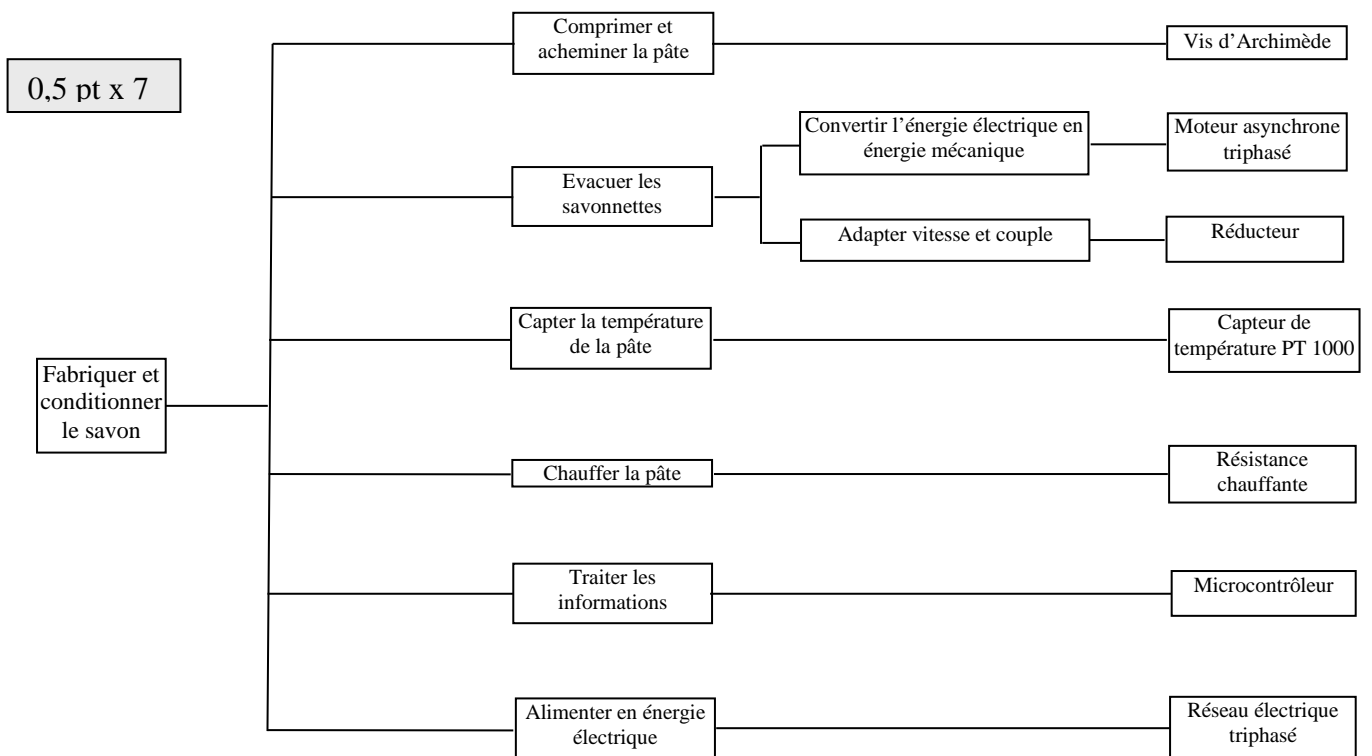 0,5 pt x 7
Fabriquer et
conditionner
le savon
Comprimer et
acheminer la pâte
Vis d'Archimède
Evacuer les
savonnettes
Convertir l'énergie électrique en
énergie mécanique
Moteur asynchrone
triphasé
Adapter vitesse et couple
Réducteur
Capter la température
de la pâte
Capteur de
température PT 1000
Chauffer la pâte
Résistance
chauffante
Traiter les
informations
Microcontrôleur
Alimenter en énergie
électrique
Réseau électrique
triphasé